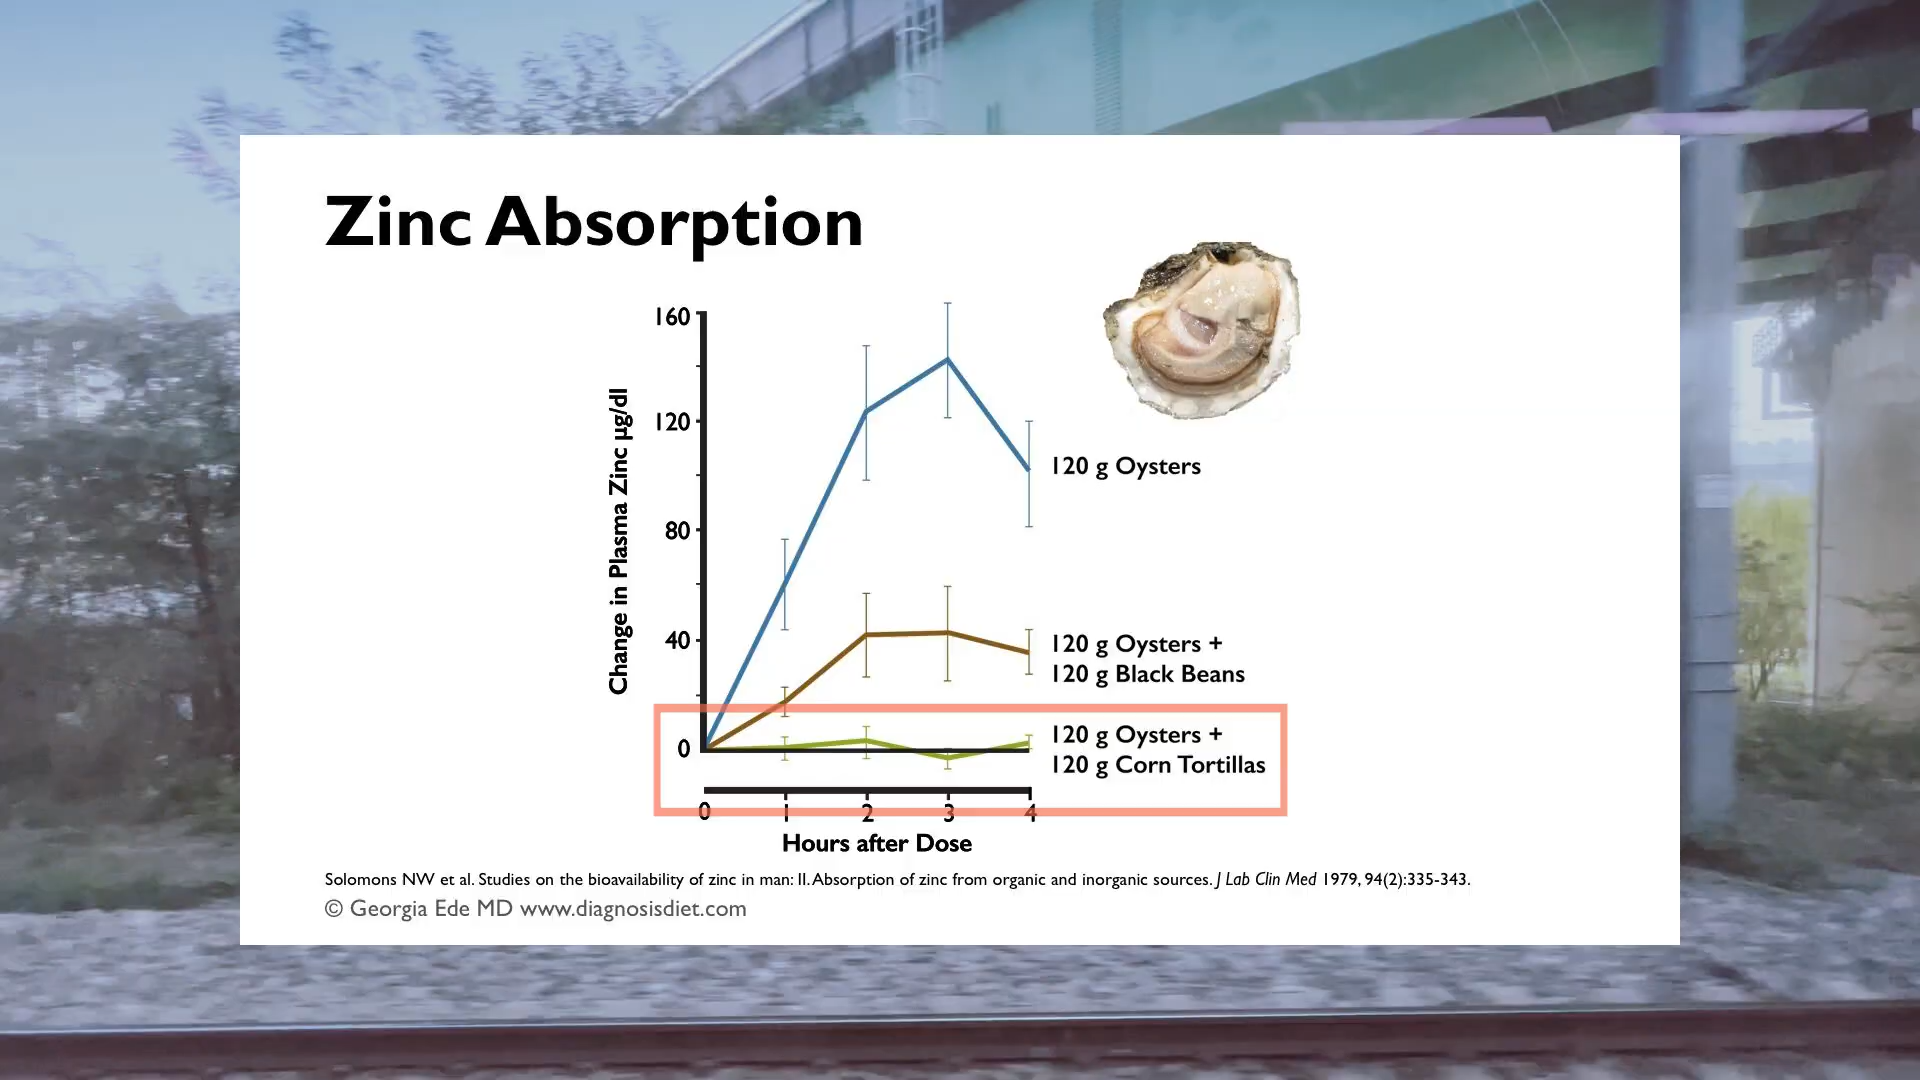 Zinc Absorption
160
120
80
40
0
Change in Plasma Zinc µg/dl
120 g Oysters
120 g Oysters +
120 g Black Beans
120 g Oysters +
120 g Corn Tortillas
0 1 2 3 4
Hours after Dose
Solomons NW et al. Studies on the bioavailability of zinc in man: II. Absorption of zinc from organic and inorganic sources. J Lab Clin Med 1979, 94(2):335-343.
© Georgia Ede MD www.diagnosisdiet.com